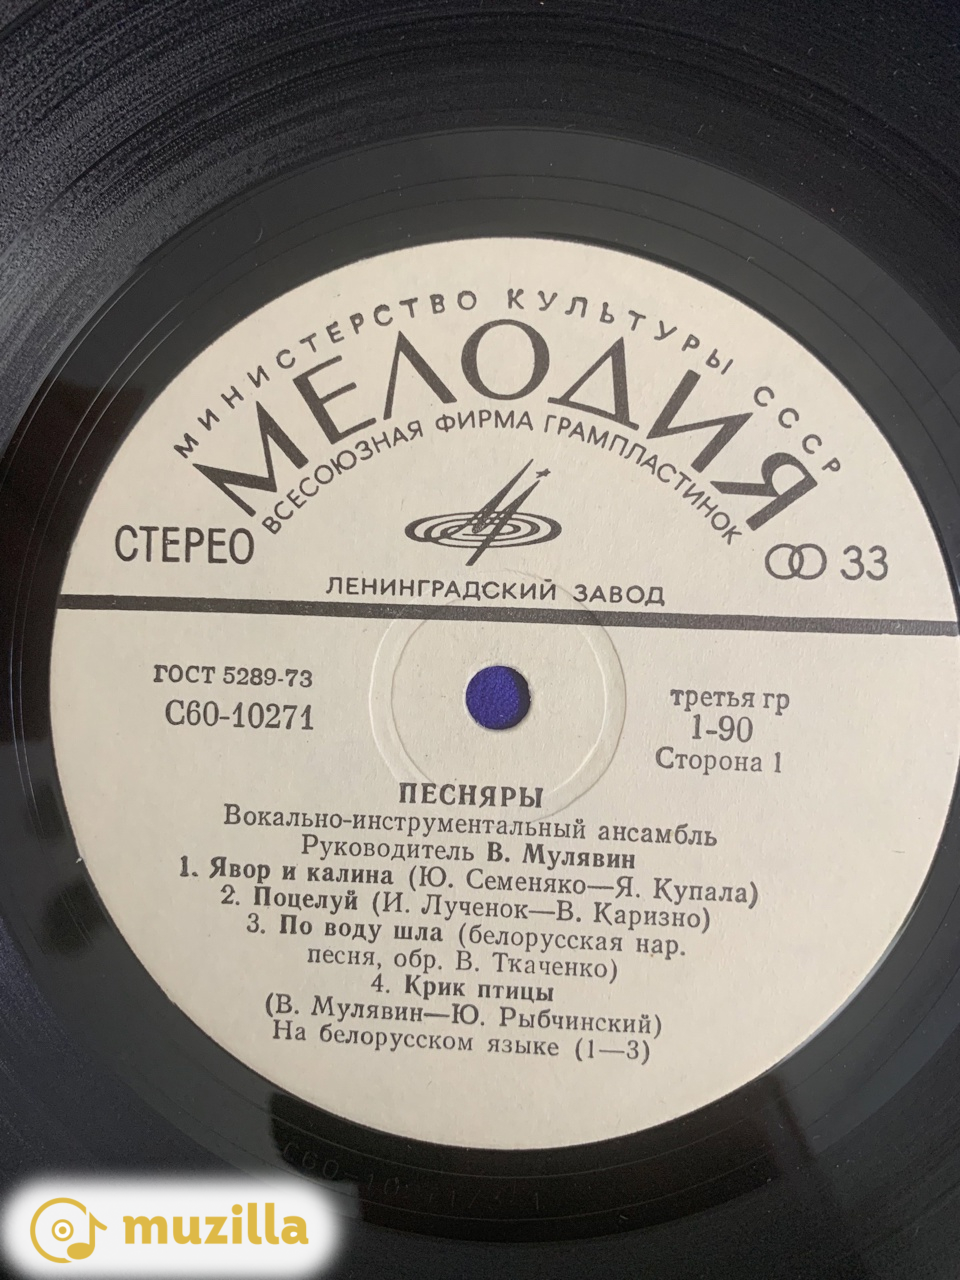 МИНИСТЕРСТВО КУЛЬТУРЫ СССР
МЕЛОДИЯ
ВСЕСОЮЗНАЯ ФИРМА ГРАМПЛАСТИНОК
СТЕРЕО
33
ЛЕНИНГРАДСКИЙ ЗАВОД
ГОСТ 5289-73
С60-10271
третья гр
1-90
Сторона 1
ПЕСНЯРЫ
Вокально-инструментальный ансамбль
Руководитель В. Мулявин
1. Явор и калина (Ю. Семеняко—Я. Купала)
2. Поцелуй (И. Лученок—В. Каризно)
3. По воду шла (белорусская нар.
песня, обр. В. Ткаченко)
4. Крик птицы
(В. Мулявин—Ю. Рыбчинский)
На белорусском языке (1—3)
muzilla